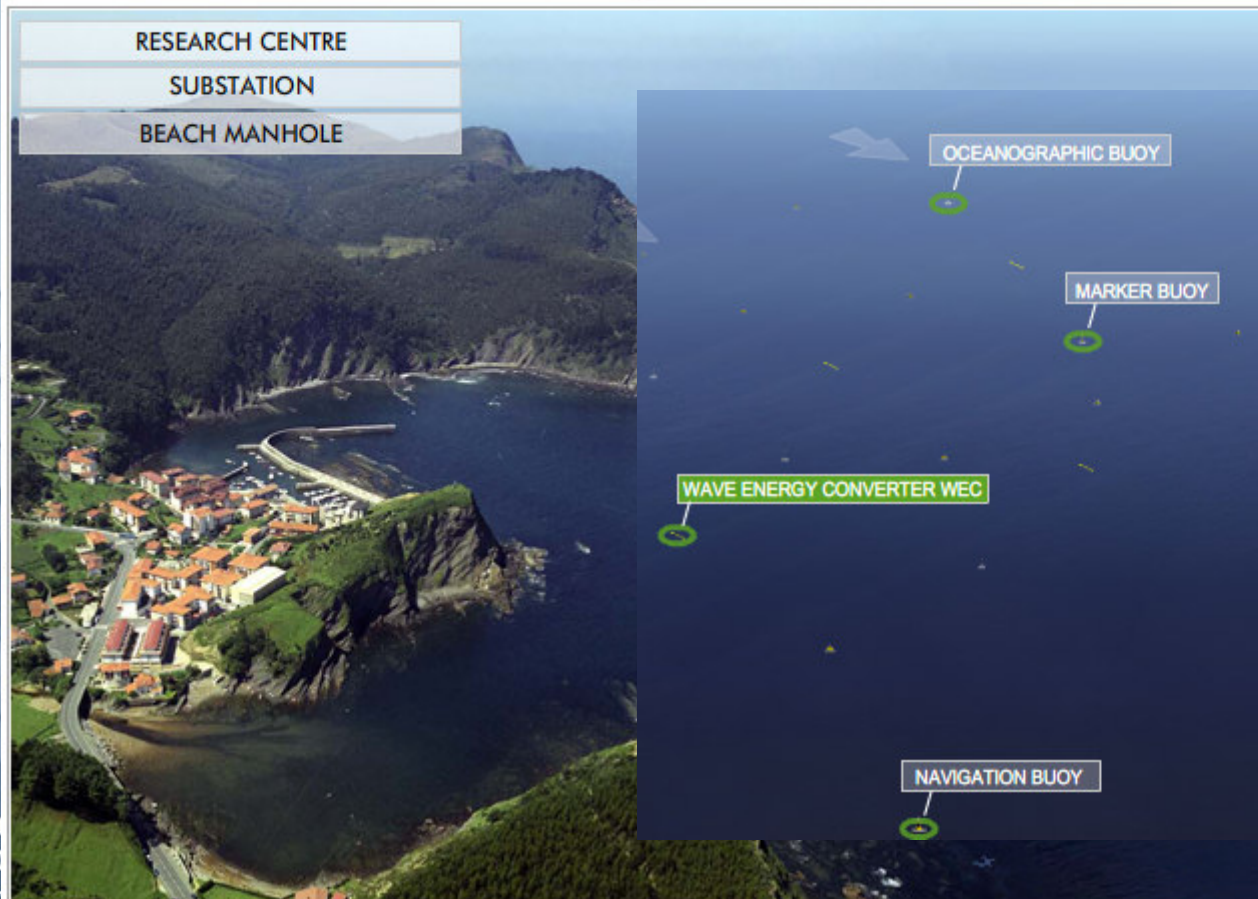 RESEARCH CENTRE
SUBSTATION
BEACH MANHOLE
OCEANOGRAPHIC BUOY
MARKER BUOY
WAVE ENERGY CONVERTER WEC
NAVIGATION BUOY